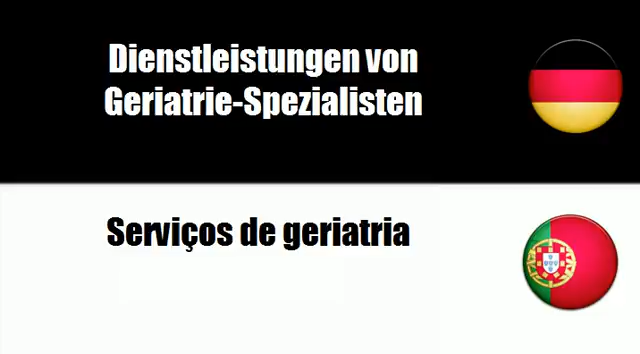 Dienstleistungen von
Geriatrie-Spezialisten
Serviços de geriatria